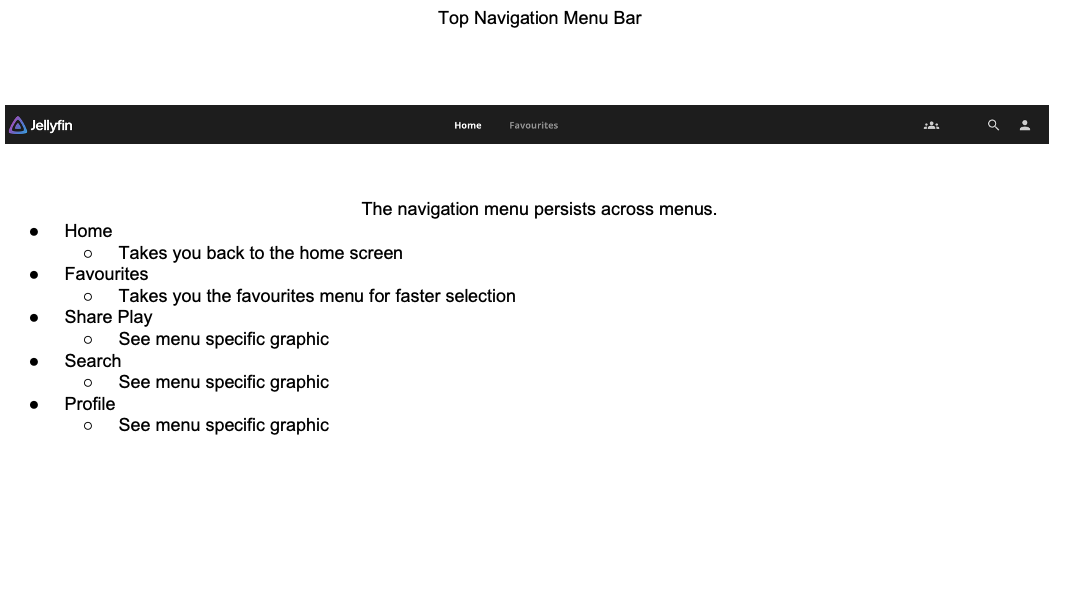 Top Navigation Menu Bar
Jellyfin
Home
Favourites
The navigation menu persists across menus.
● Home
○ Takes you back to the home screen
● Favourites
○ Takes you the favourites menu for faster selection
● Share Play
○ See menu specific graphic
● Search
○ See menu specific graphic
● Profile
○ See menu specific graphic